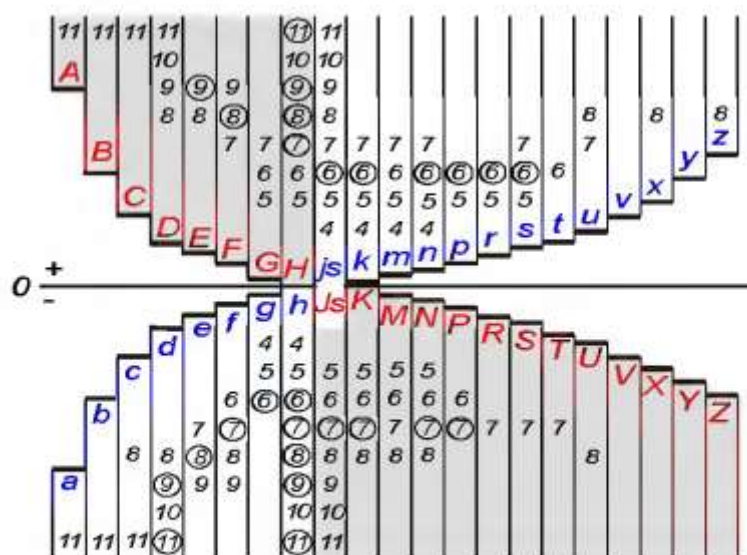 11 11 11 11 11 11
10 10 10
A
9 9 9 9 9
8 8 8 8 8 8 8 8
7 7 7 7 7 7 7 7 7
B
z
6 6 6 6 6 6 6 6 6 6
y
5 5 5 5 5 5 5 5 5
C
v x
4 4 4 4
D E F G H js k m n p r s t u
0 + -
a b c d e f g h Js K M N P R S T U V X Y Z
4 4
5 5 5 5 5 5
6 6 6 6 6 6 6 6
7 7 7 7 7 7 7 7 7 7 7
8 8 8 8 8 8 8 8 8 8
9 9 9 9 9
10 10 10
11 11 11 11 11 11